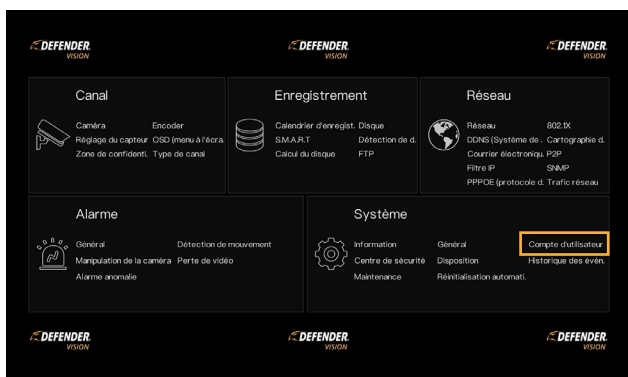 DEFENDER. DEFENDER. DEFENDER.
VISION VISION VISION
Canal
Caméra Encoder
Réglage du capteur OSD (menu à l'écra.
Zone de confidenti. Type de canal
Enregistrement
Calendrier d'enregist. Disque
S.M.A.R.T Détection de d.
Calcul du disque FTP
Réseau
Réseau 802.1X
DDNS (Système de . Cartographie d.
Courrier électroniqu. P2P
Filtre IP SNMP
PPPOE (protocole d. Trafic réseau
Alarme
Général Détection de mouvement
Manipulation de la caméra Perte de vidéo
Alarme anomalie
Système
Information Général Compte d'utilisateur
Centre de sécurité Disposition Historique des évén.
Maintenance Réinitialisation automati.
DEFENDER. DEFENDER. DEFENDER.
VISION VISION VISION